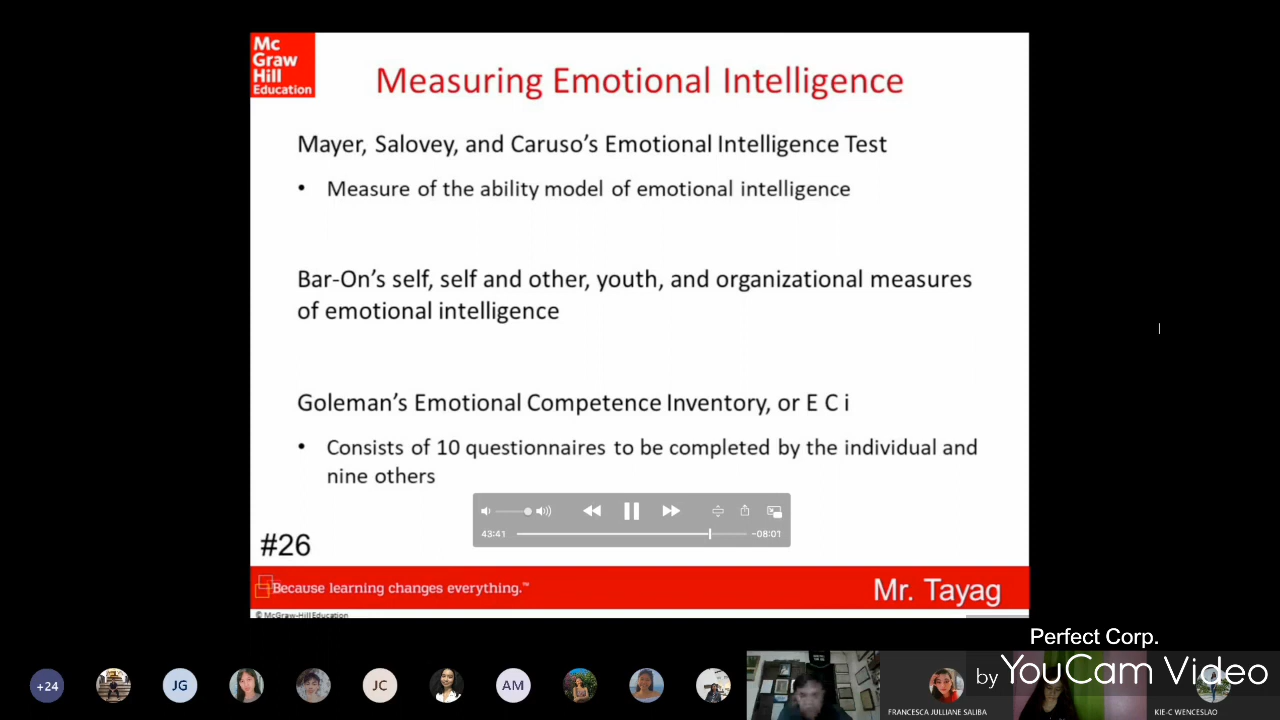 Mc
Graw
Hill
Education
Measuring Emotional Intelligence
Mayer, Salovey, and Caruso's Emotional Intelligence Test
• Measure of the ability model of emotional intelligence
Bar-On's self, self and other, youth, and organizational measures
of emotional intelligence
Goleman's Emotional Competence Inventory, or E C i
• Consists of 10 questionnaires to be completed by the individual and
nine others
43:41
-08:01
#26
Because learning changes everything.™
Mr. Tayag
© McGraw-Hill Education
Perfect Corp.
by YouCam Video
+24
JG
JC
AM
FRANCESCA JULLIANE SALIBA
KIE-C WENCESLAO